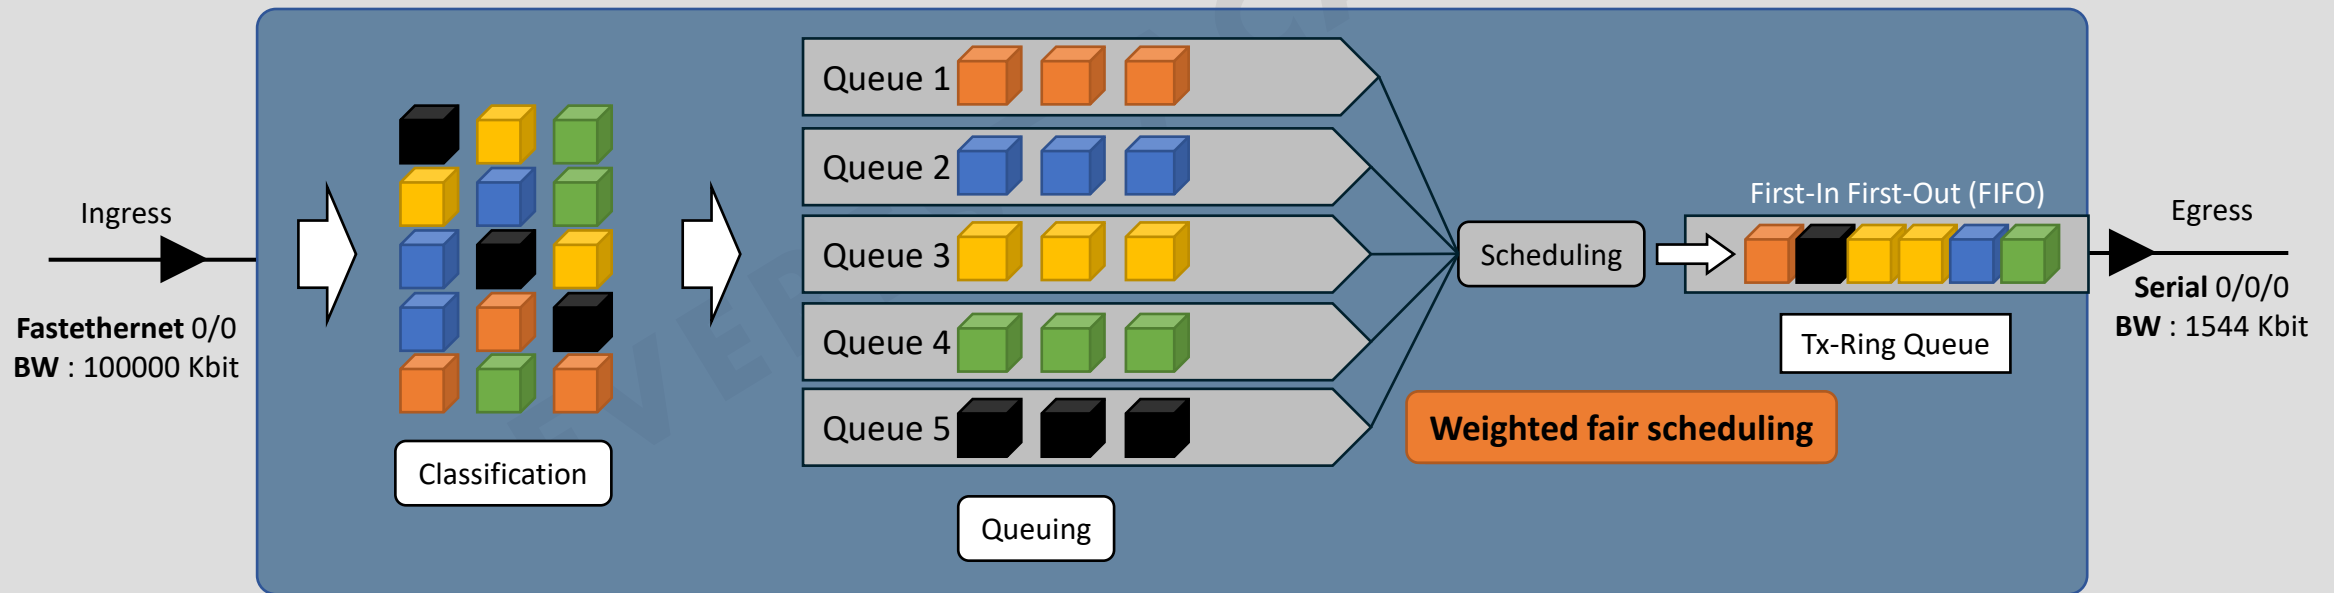 Ingress
Fastethernet 0/0
BW : 100000 Kbit
Classification
Queue 1
Queue 2
Queue 3
Queue 4
Queue 5
Queuing
Scheduling
Weighted fair scheduling
First-In First-Out (FIFO)
Tx-Ring Queue
Egress
Serial 0/0/0
BW : 1544 Kbit